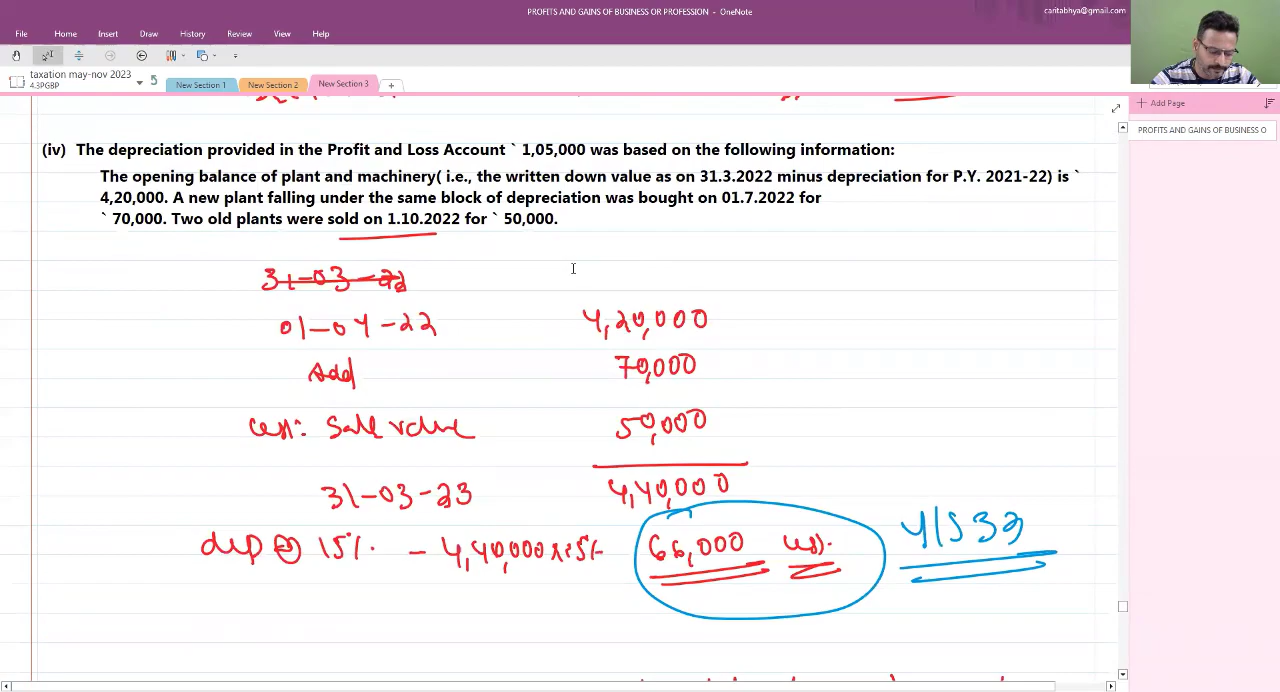 PROFITS AND GAINS OF BUSINESS OR PROFESSION - OneNote
caritabhya@gmail.com
File Home Insert Draw History Review View Help
taxation may-nov 2023
4.3PGBP
New Section 1 New Section 2 New Section 3
Add Page
PROFITS AND GAINS OF BUSINESS O
(iv) The depreciation provided in the Profit and Loss Account ` 1,05,000 was based on the following information:
The opening balance of plant and machinery( i.e., the written down value as on 31.3.2022 minus depreciation for P.Y. 2021-22) is `
4,20,000. A new plant falling under the same block of depreciation was bought on 01.7.2022 for
` 70,000. Two old plants were sold on 1.10.2022 for ` 50,000.
31-03-22
01-04-22 4,20,000
Add 70,000
Less: Sale value 50,000
31-03-23 4,40,000
dep @ 15%. - 4,40,000x15% 66,000
4/532